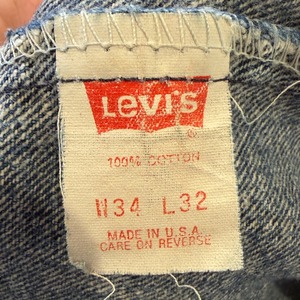 Levi's
®
100% COTTON
W34 L32
MADE IN U.S.A.
CARE ON REVERSE